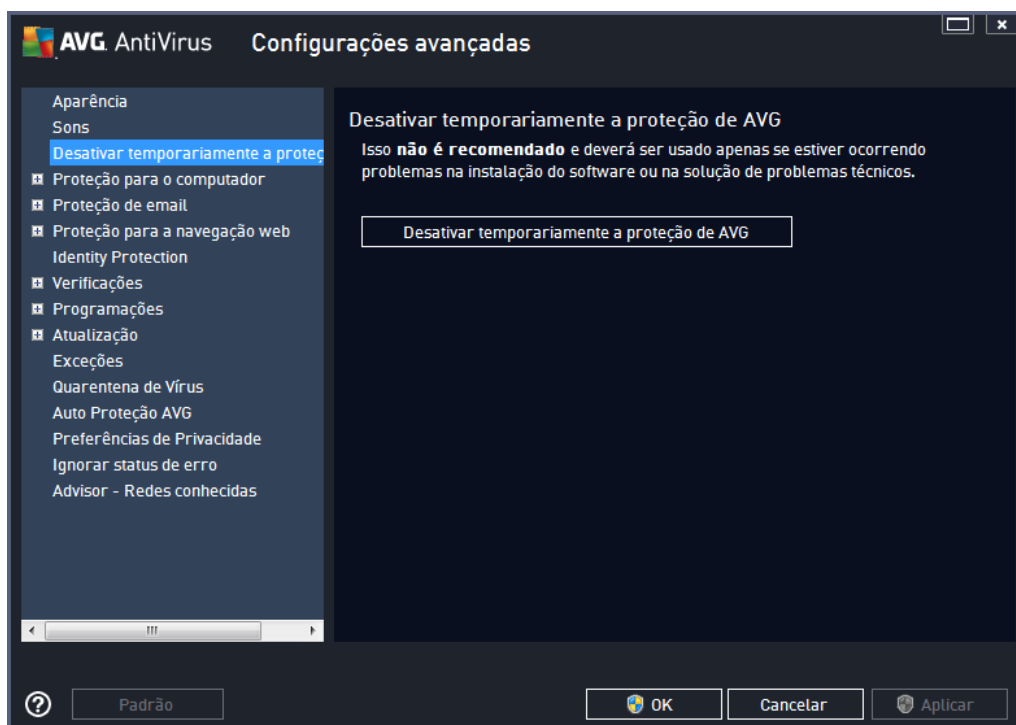 AVG. AntiVirus Configurações avançadas
Aparência
Sons
Desativar temporariamente a proteç
Proteção para o computador
Proteção de email
Proteção para a navegação web
Identity Protection
Verificações
Programações
Atualização
Exceções
Quarentena de Vírus
Auto Proteção AVG
Preferências de Privacidade
Ignorar status de erro
Advisor - Redes conhecidas
Desativar temporariamente a proteção de AVG
Isso não é recomendado e deverá ser usado apenas se estiver ocorrendo
problemas na instalação do software ou na solução de problemas técnicos.
Desativar temporariamente a proteção de AVG
Padrão
OK
Cancelar
Aplicar